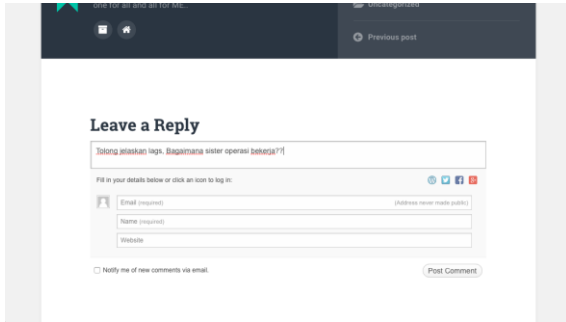 one for all and all for ME..
Uncategorized
Previous post
Leave a Reply
Tolong jelaskan lags, Bagaimana sister operasi bekerja??
Fill in your details below or click an icon to log in:
Email (required) (Address never made public)
Name (required)
Website
Notify me of new comments via email.
Post Comment